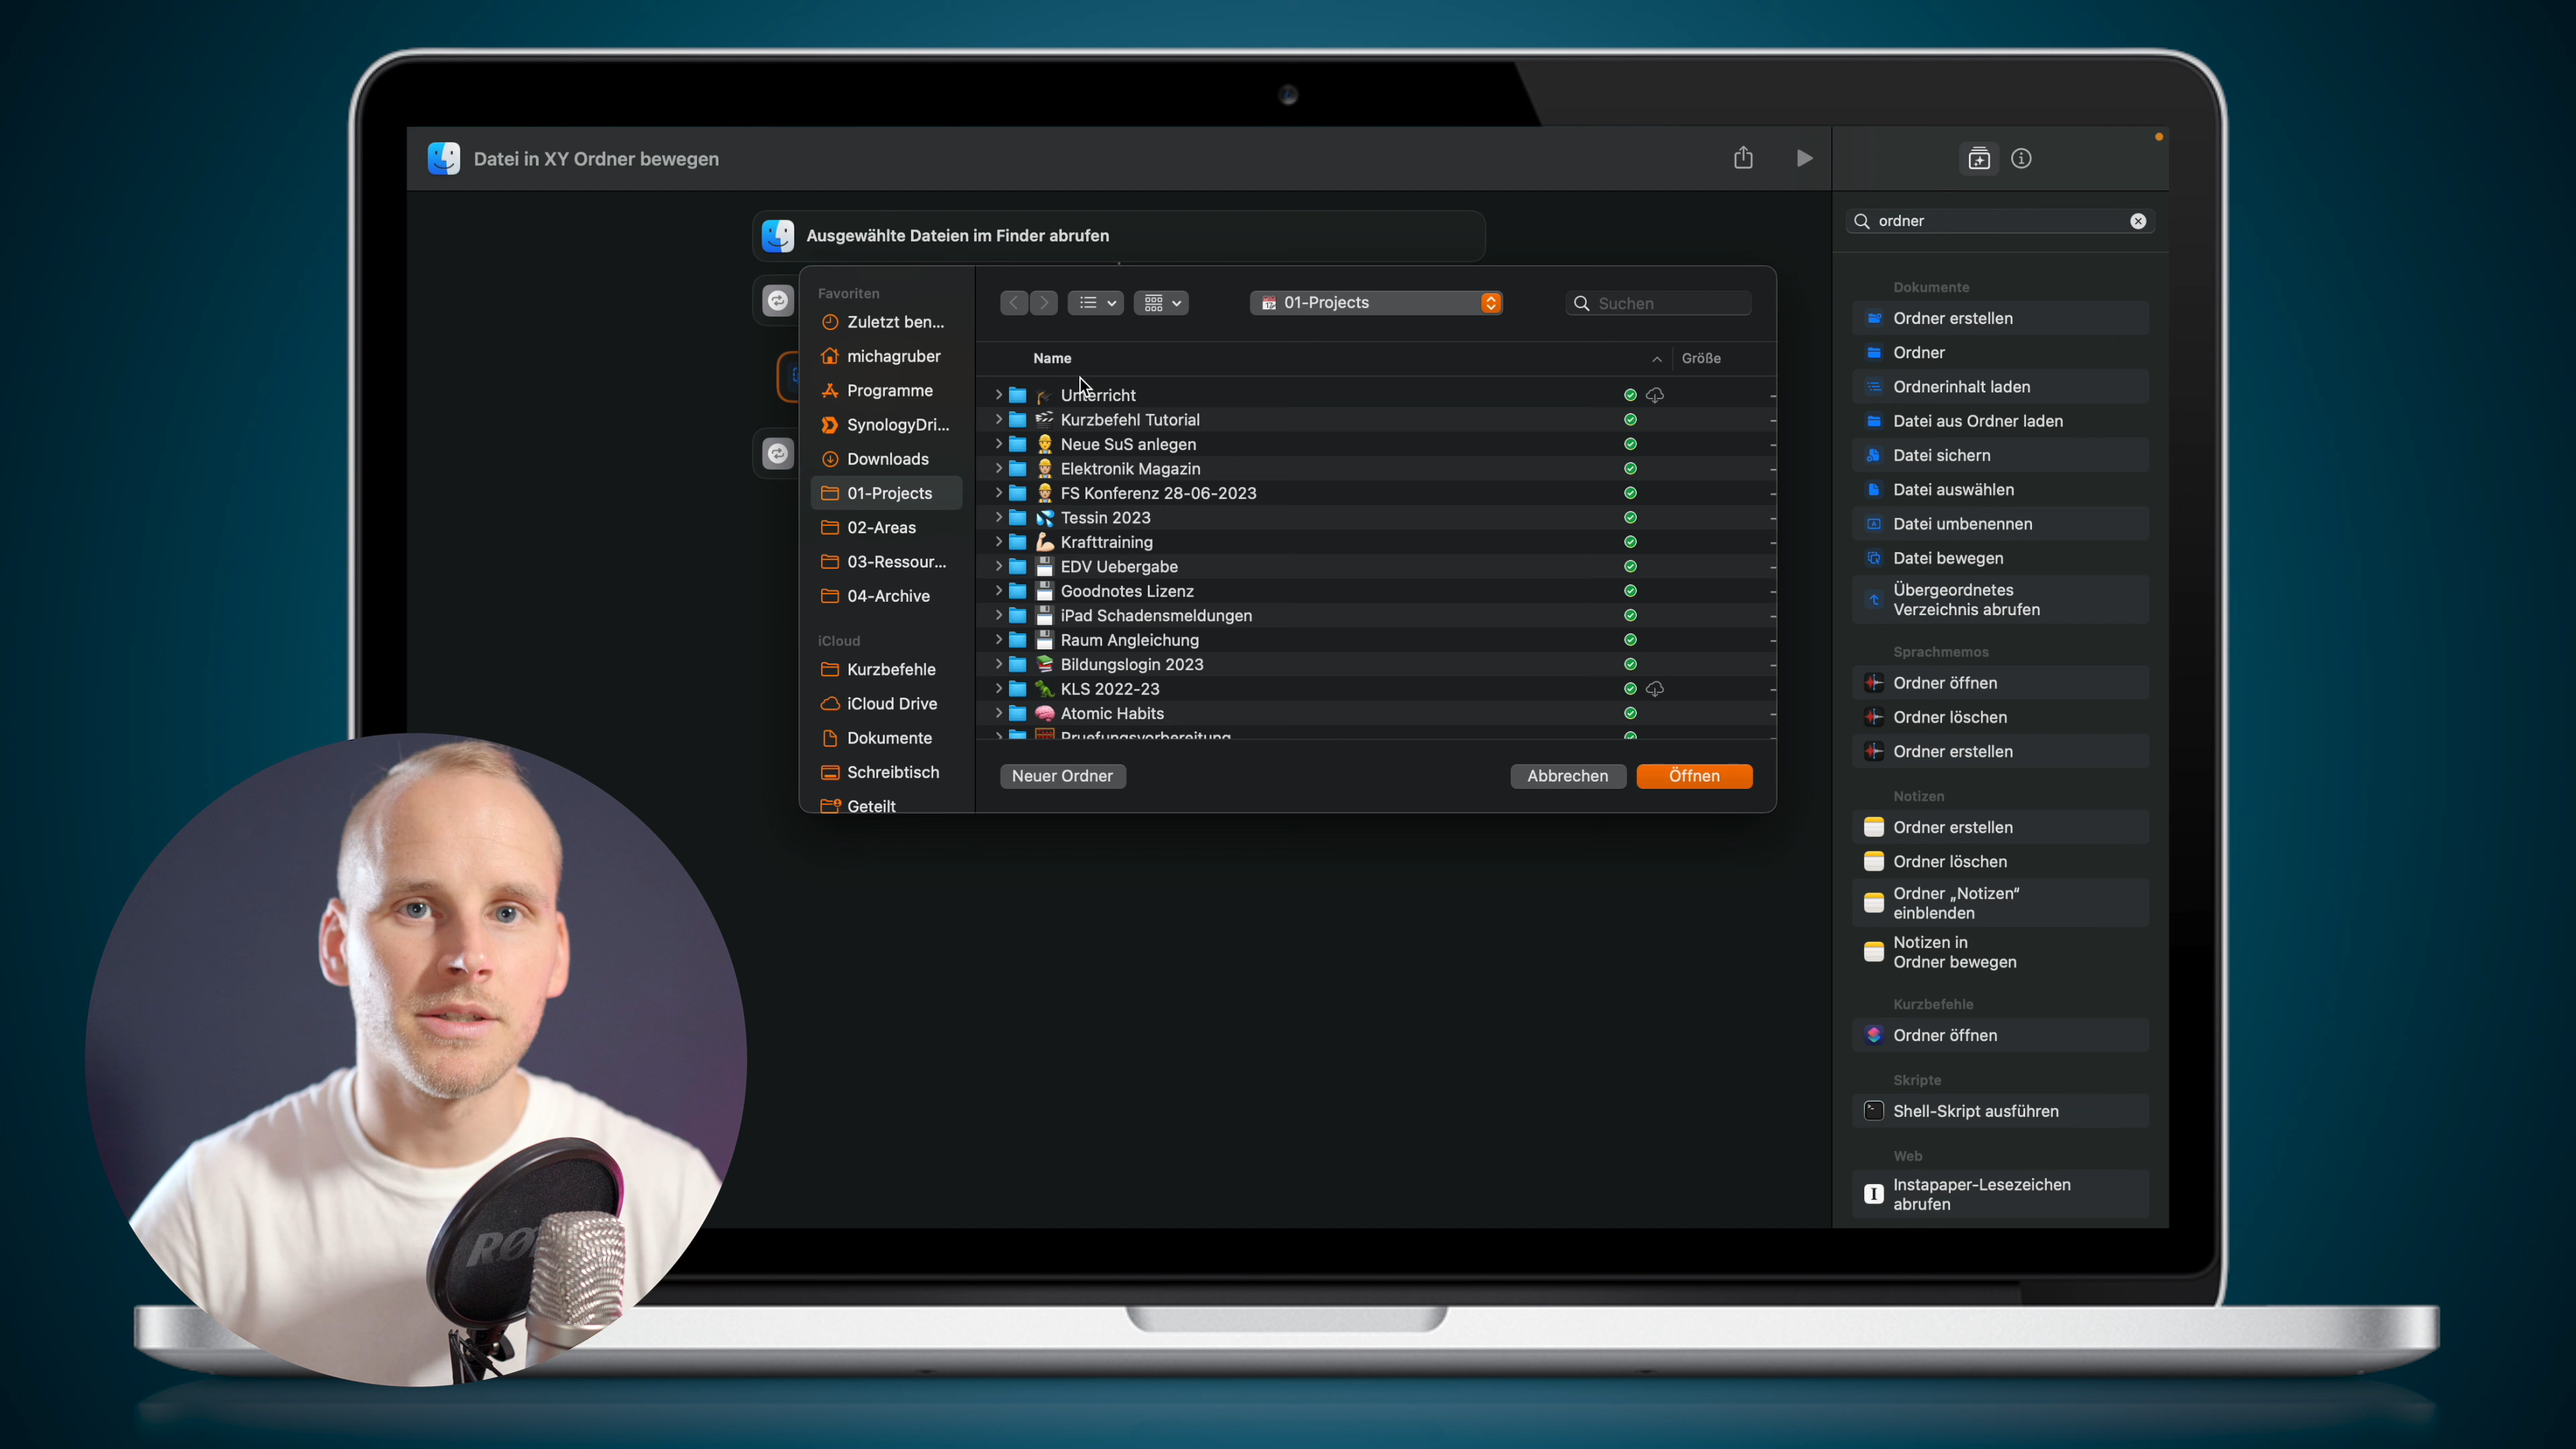 Datei in XY Ordner bewegen
Ausgewählte Dateien im Finder abrufen
Favoriten
Zuletzt ben...
michagruber
Programme
SynologyDri...
Downloads
01-Projects
02-Areas
03-Ressour...
04-Archive
iCloud
Kurzbefehle
iCloud Drive
Dokumente
Schreibtisch
Geteilt
01-Projects
Suchen
Name
Größe
Unterricht
Kurzbefehl Tutorial
Neue SuS anlegen
Elektronik Magazin
FS Konferenz 28-06-2023
Tessin 2023
Krafttraining
EDV Uebergabe
Goodnotes Lizenz
iPad Schadensmeldungen
Raum Angleichung
Bildungslogin 2023
KLS 2022-23
Atomic Habits
Pruefungsvorbereitung
Neuer Ordner
Abbrechen
Öffnen
ordner
Dokumente
Ordner erstellen
Ordner
Ordnerinhalt laden
Datei aus Ordner laden
Datei sichern
Datei auswählen
Datei umbenennen
Datei bewegen
Übergeordnetes
Verzeichnis abrufen
Sprachmemos
Ordner öffnen
Ordner löschen
Ordner erstellen
Notizen
Ordner erstellen
Ordner löschen
Ordner „Notizen“
einblenden
Notizen in
Ordner bewegen
Kurzbefehle
Ordner öffnen
Skripte
Shell-Skript ausführen
Web
Instapaper-Lesezeichen
abrufen